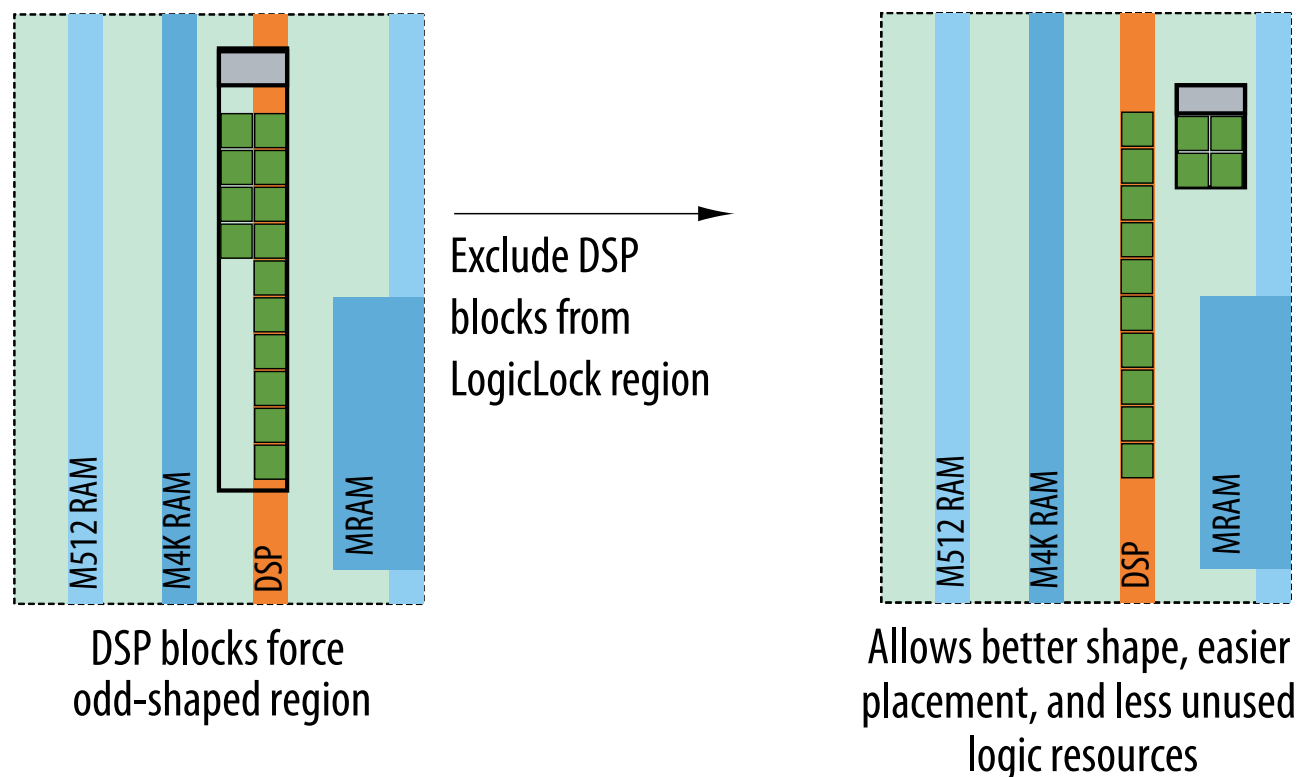 M512 RAM
M4K RAM
DSP
MRAM
DSP blocks force
odd-shaped region
Exclude DSP
blocks from
LogicLock region
M512 RAM
M4K RAM
DSP
MRAM
Allows better shape, easier
placement, and less unused
logic resources